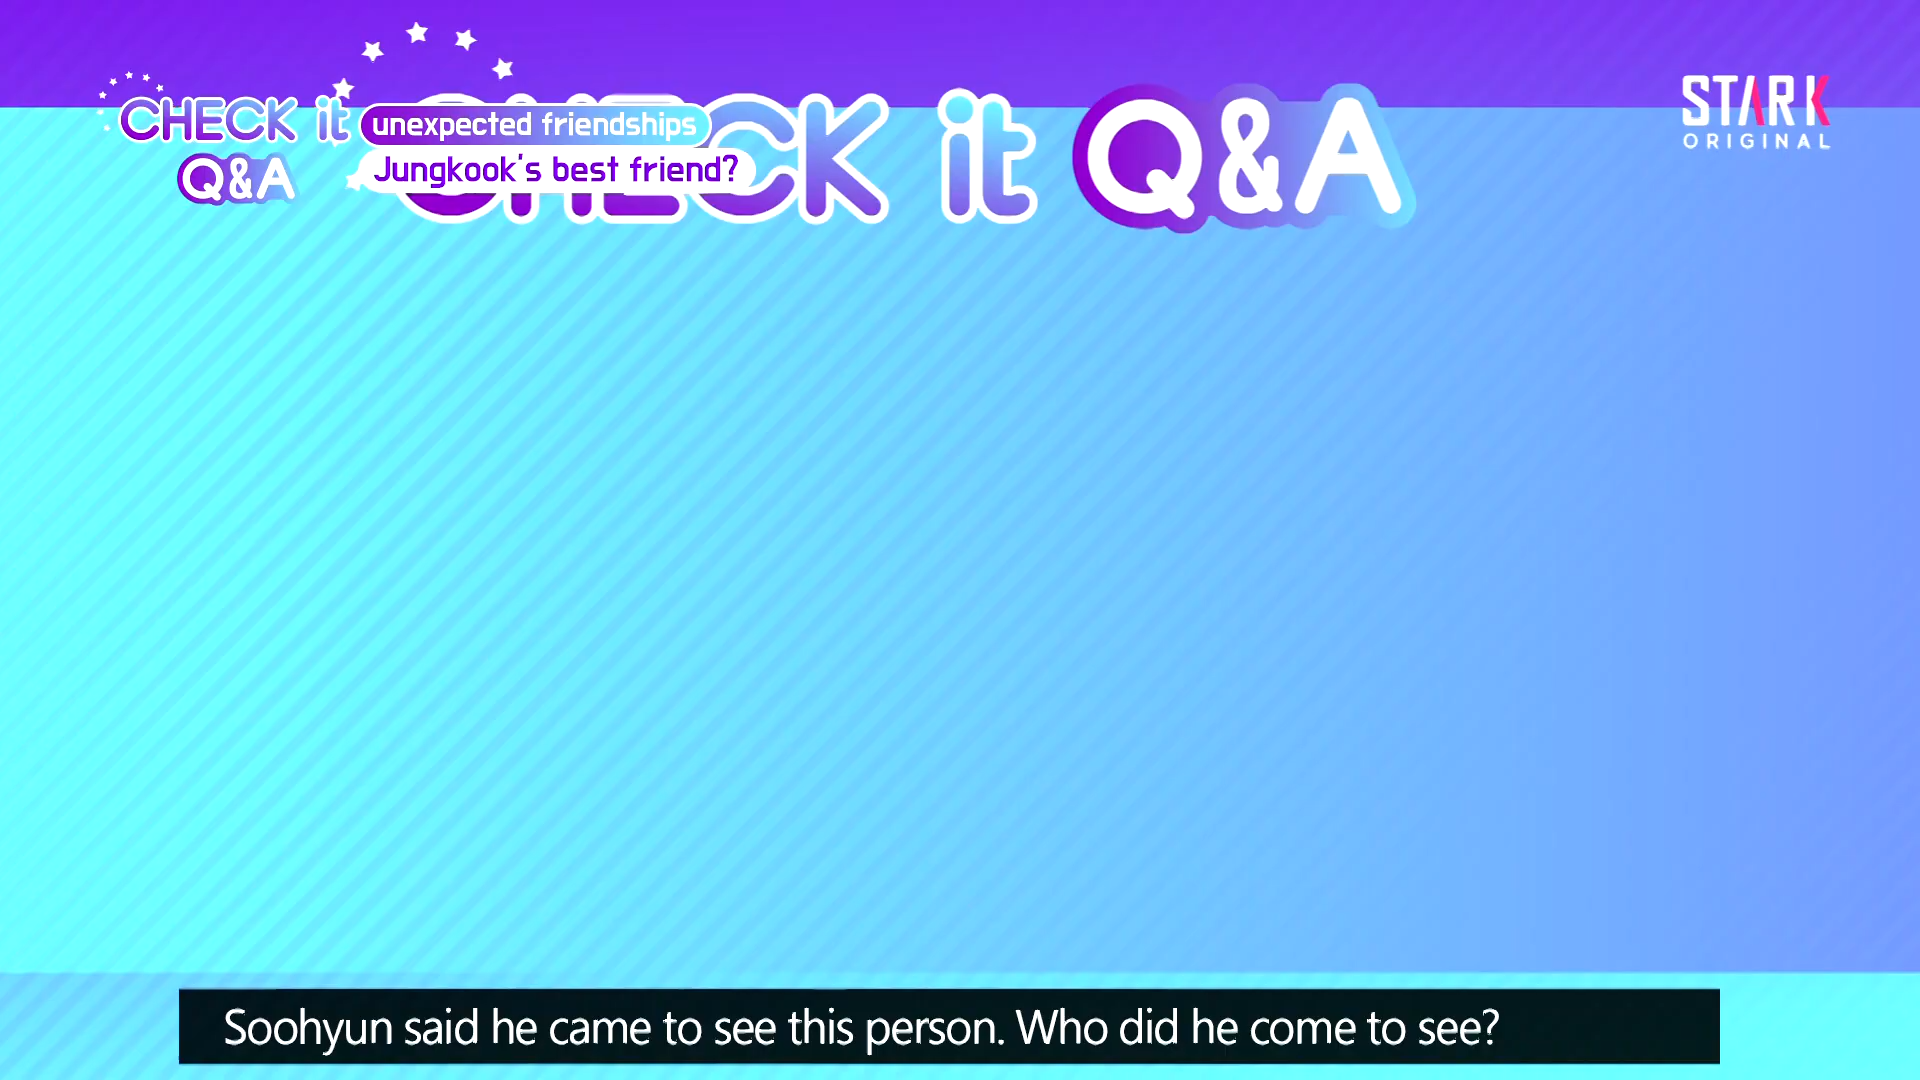 CHECK it Q&A
CHECK it
Q&A
unexpected friendships
Jungkook's best friend?
STARK
ORIGINAL
Soohyun said he came to see this person. Who did he come to see?